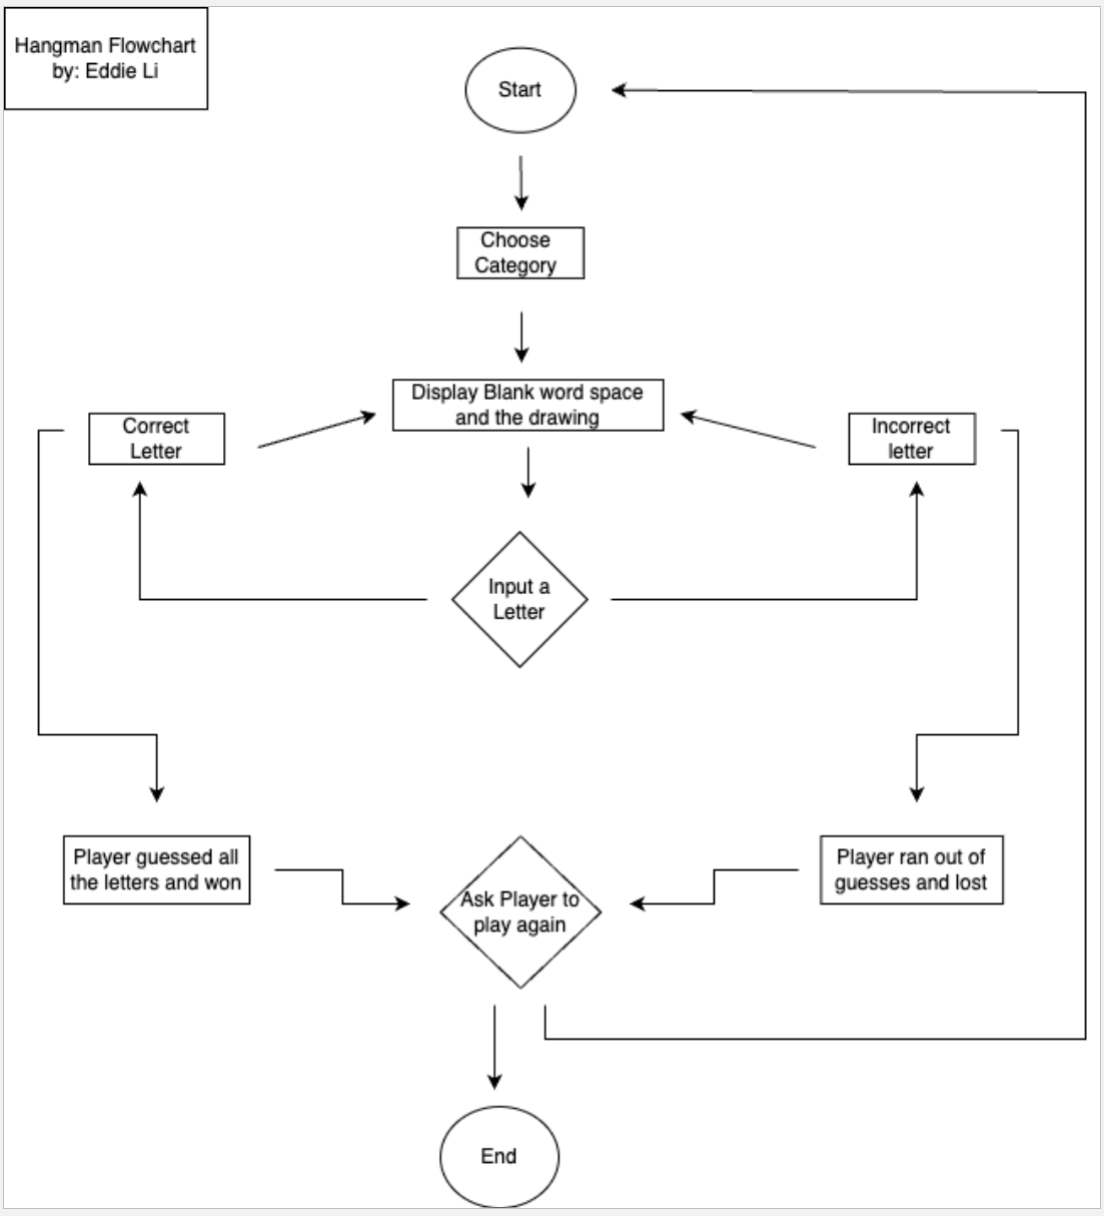 Hangman Flowchart
by: Eddie Li
Start
Choose
Category
Display Blank word space
and the drawing
Correct
Letter
Incorrect
letter
Input a
Letter
Player guessed all
the letters and won
Ask Player to
play again
Player ran out of
guesses and lost
End